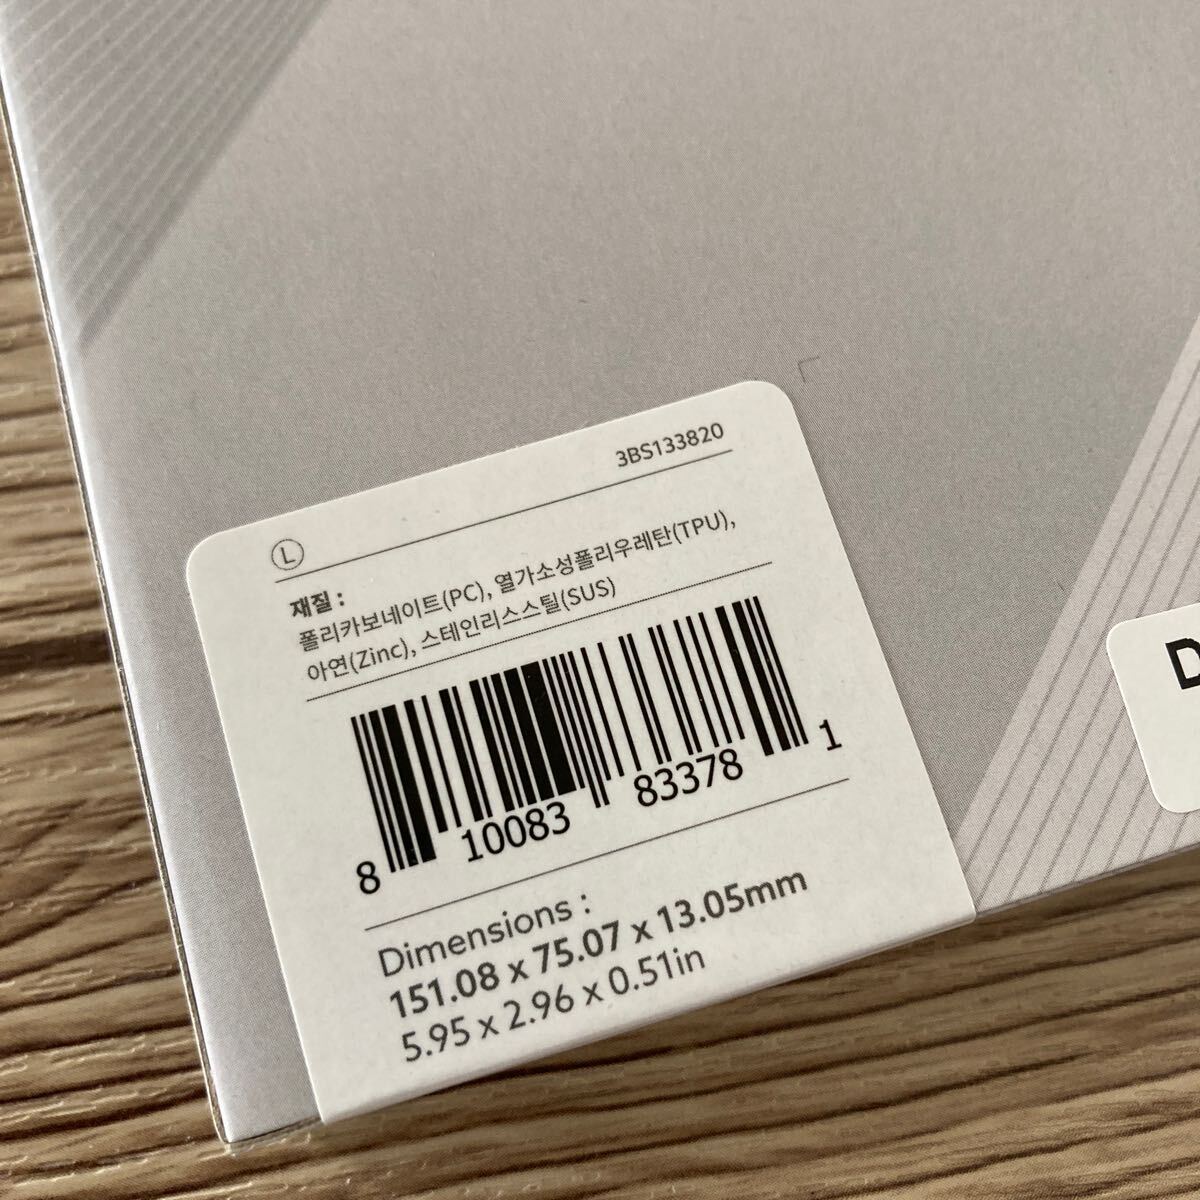 3BS133820
L
재질 :
폴리카보네이트(PC), 열가소성폴리우레탄(TPU),
아연(Zinc), 스테인리스스틸(SUS)
8 10083 83378 1
Dimensions :
151.08 x 75.07 x 13.05mm
5.95 x 2.96 x 0.51in
D